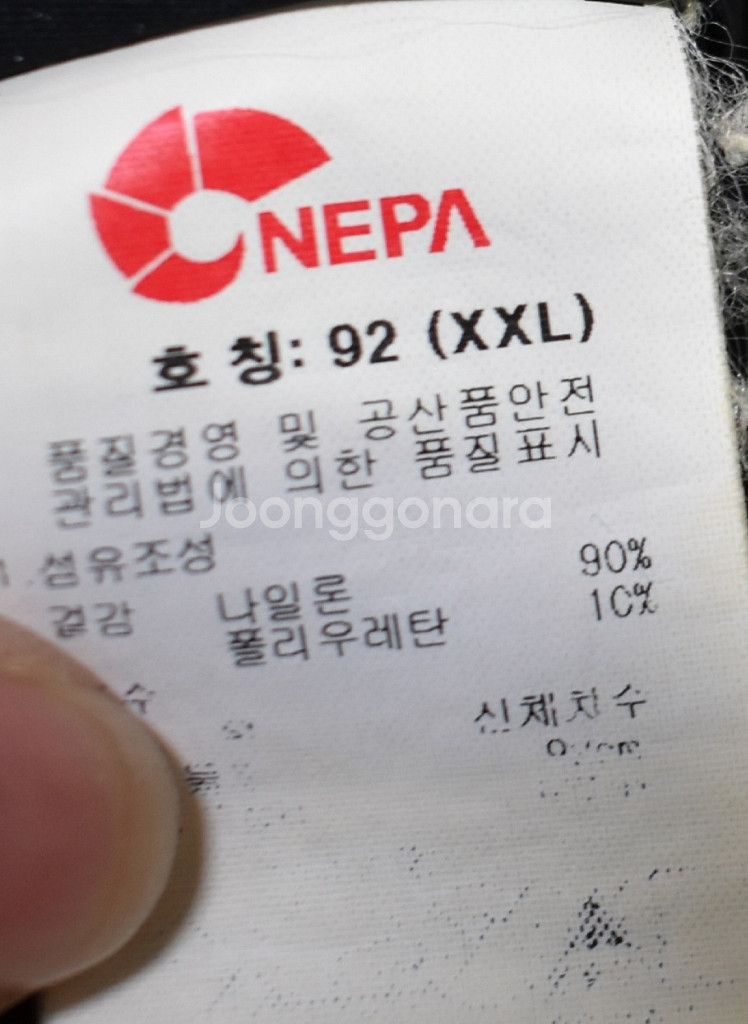 NEPA
호칭: 92 (XXL)
품질경영 및 공산품안전
관리법에 의한 품질표시
Joonggonara
섬유조성
겉감 나일론 90%
폴리우레탄 10%
신체치수